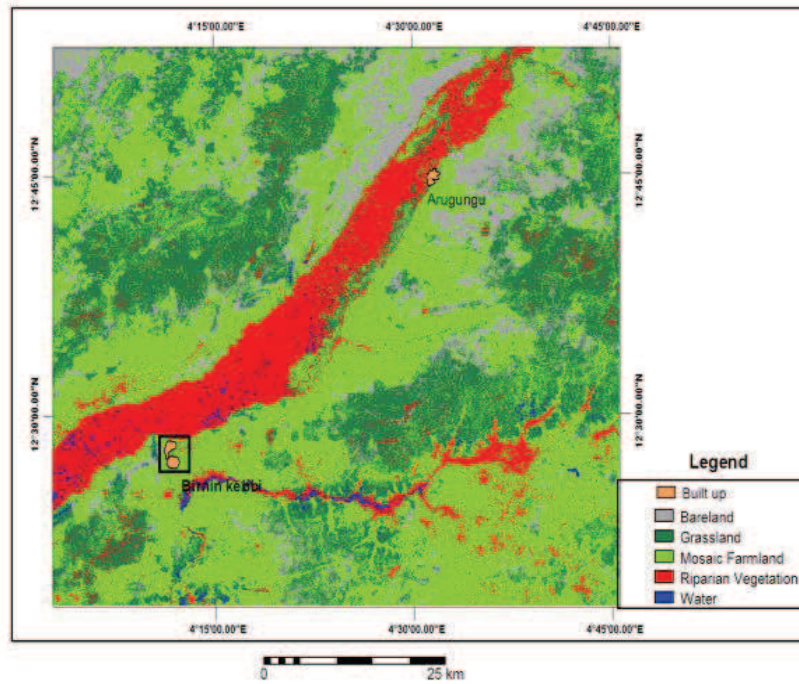 4°15'00.00"E 4°30'00.00"E 4°45'00.00"E
12°45'00.00"N
12°45'00.00"N
Arugungu
12°30'00.00"N
12°30'00.00"N
Birnin kebbi
Legend
Built up
Bareland
Grassland
Mosaic Farmland
Riparian Vegetation
Water
4°15'00.00"E 4°30'00.00"E 4°45'00.00"E
0 25 km